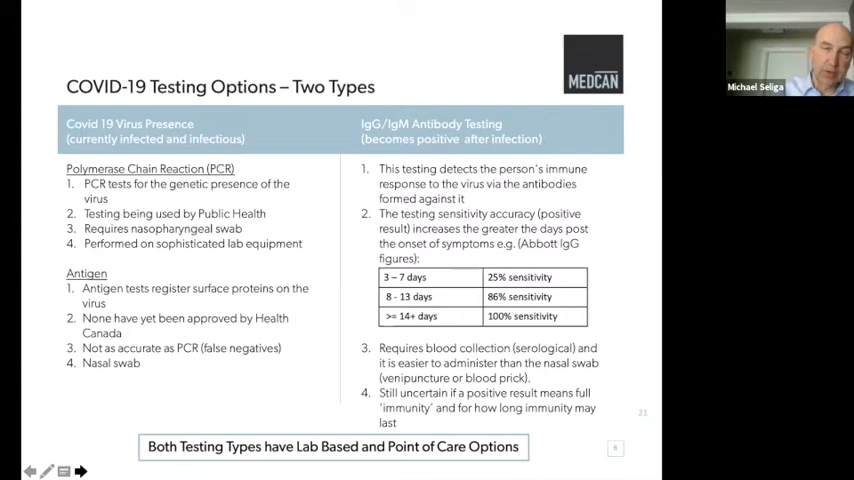 MEDCAN
COVID-19 Testing Options – Two Types
Covid 19 Virus Presence
(currently infected and infectious)
Polymerase Chain Reaction (PCR)
1. PCR tests for the genetic presence of the
virus
2. Testing being used by Public Health
3. Requires nasopharyngeal swab
4. Performed on sophisticated lab equipment
Antigen
1. Antigen tests register surface proteins on the
virus
2. None have yet been approved by Health
Canada
3. Not as accurate as PCR (false negatives)
4. Nasal swab
IgG/IgM Antibody Testing
(becomes positive after infection)
1. This testing detects the person's immune
response to the virus via the antibodies
formed against it
2. The testing sensitivity accuracy (positive
result) increases the greater the days post
the onset of symptoms e.g. (Abbott IgG
figures):
3 – 7 days 25% sensitivity
8 - 13 days 86% sensitivity
>= 14+ days 100% sensitivity
3. Requires blood collection (serological) and
it is easier to administer than the nasal swab
(venipuncture or blood prick).
4. Still uncertain if a positive result means full
'immunity' and for how long immunity may
last
21
Both Testing Types have Lab Based and Point of Care Options
6
Michael Seliga